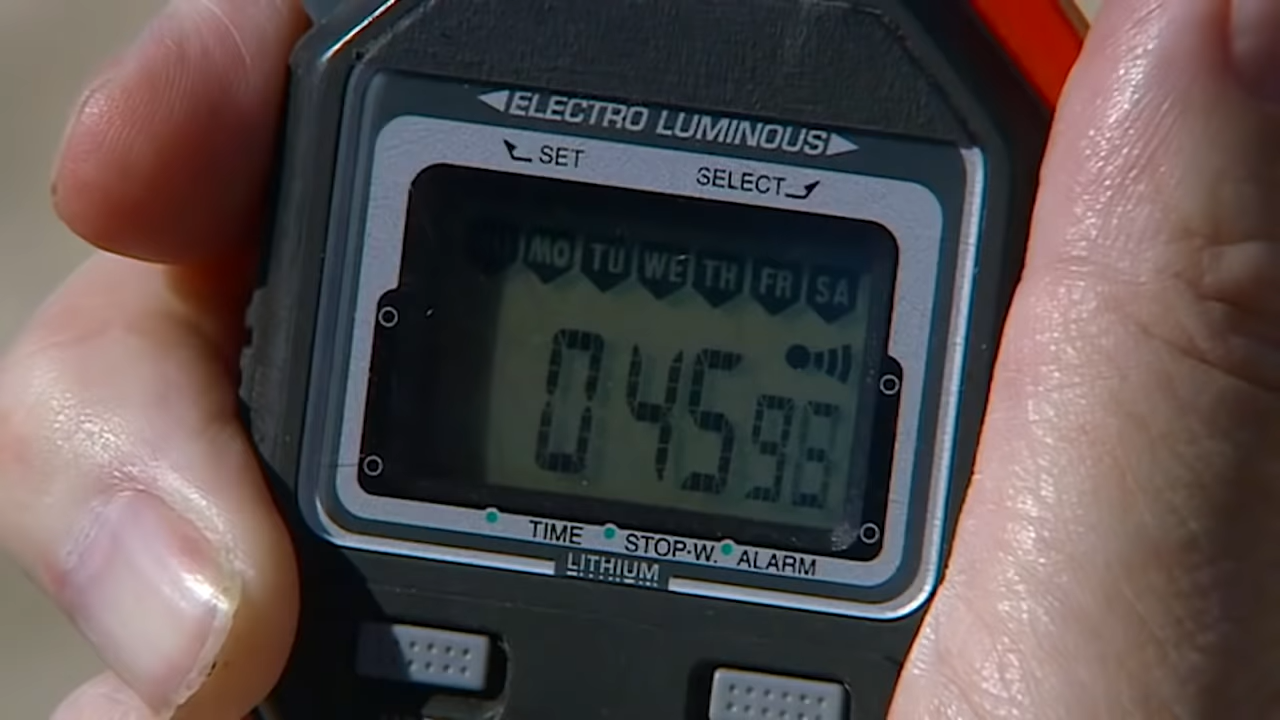 ELECTRO LUMINOUS
SET SELECT
MO TU WE TH FR SA
045 98
TIME STOP-W. ALARM
LITHIUM